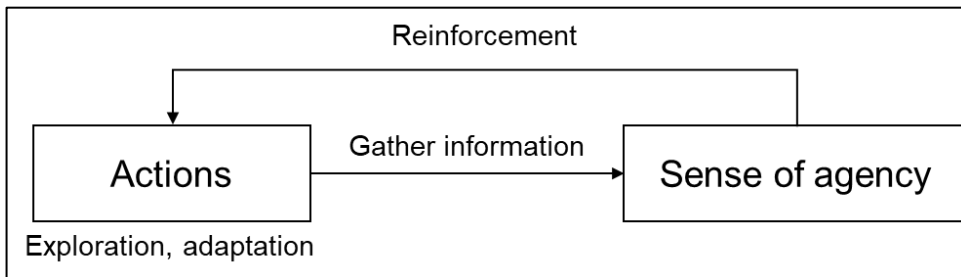 Reinforcement
Gather information
Actions
Sense of agency
Exploration, adaptation